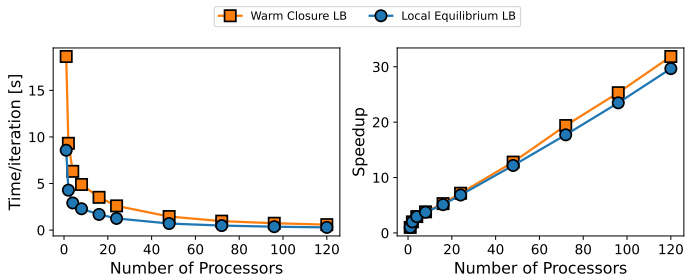 Warm Closure LB Local Equilibrium LB
Time/iteration [s]
0
5
10
15
0 20 40 60 80 100 120
Number of Processors
Speedup
0
10
20
30
0 20 40 60 80 100 120
Number of Processors